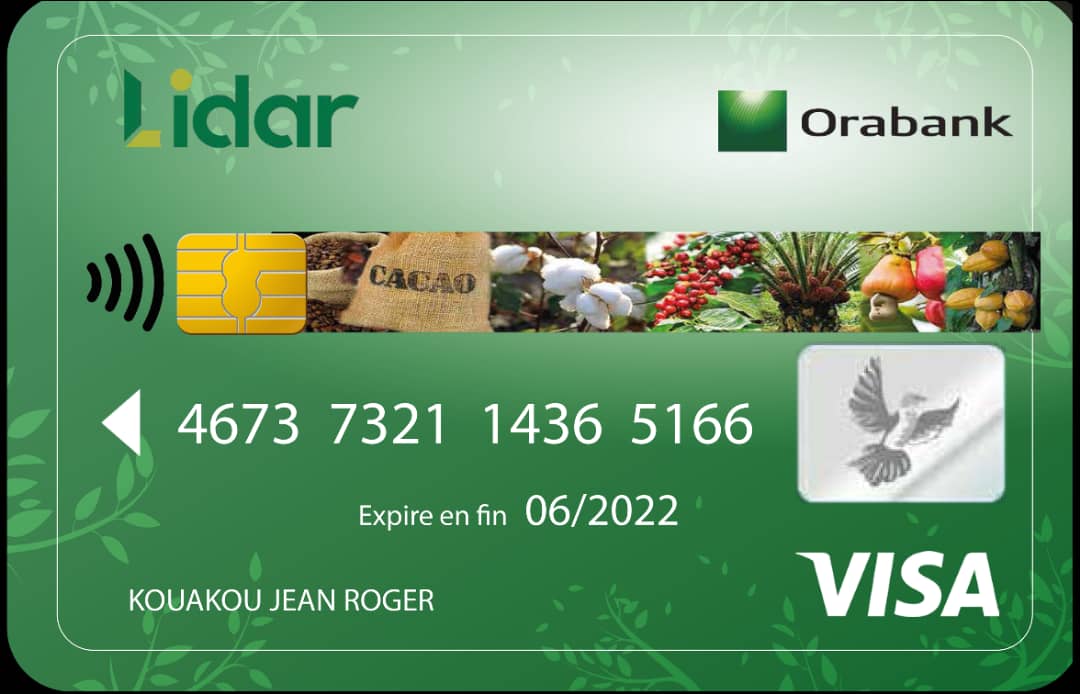 Lidar
Orabank
CACAO
4673 7321 1436 5166
Expire en fin 06/2022
KOUAKOU JEAN ROGER
VISA